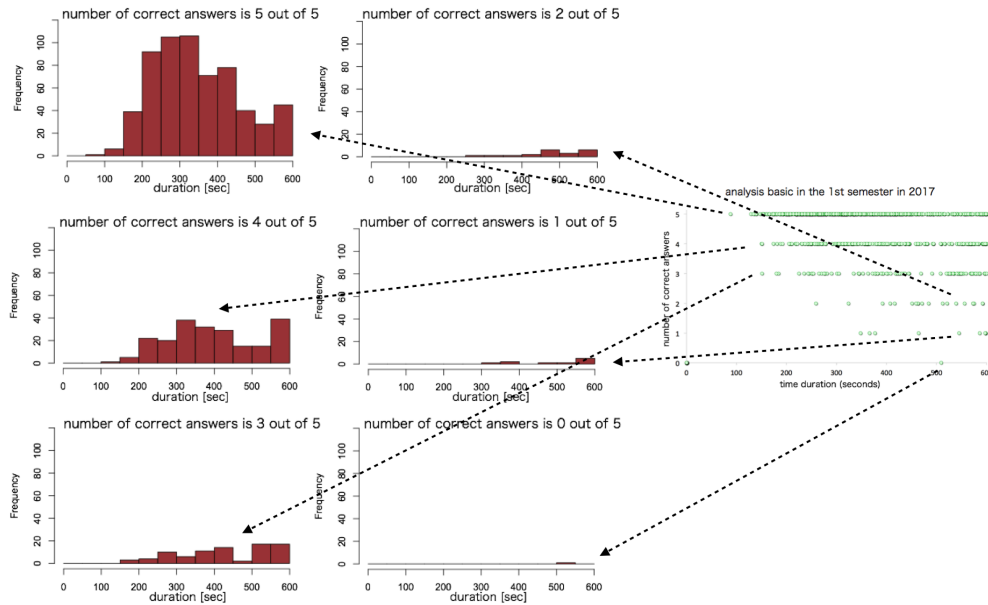 number of correct answers is 5 out of 5
Frequency
0 20 40 60 80 100
0 100 200 300 400 500 600
duration [sec]
number of correct answers is 2 out of 5
Frequency
0 20 40 60 80 100
0 100 200 300 400 500 600
duration [sec]
number of correct answers is 4 out of 5
Frequency
0 20 40 60 80 100
0 100 200 300 400 500 600
duration [sec]
number of correct answers is 1 out of 5
Frequency
0 20 40 60 80 100
0 100 200 300 400 500 600
duration [sec]
number of correct answers is 3 out of 5
Frequency
0 20 40 60 80 100
0 100 200 300 400 500 600
duration [sec]
number of correct answers is 0 out of 5
Frequency
0 20 40 60 80 100
0 100 200 300 400 500 600
duration [sec]
analysis basic in the 1st semester in 2017
number of correct answers
5
4
3
2
1
0
0 100 200 300 400 500 600
time duration (seconds)